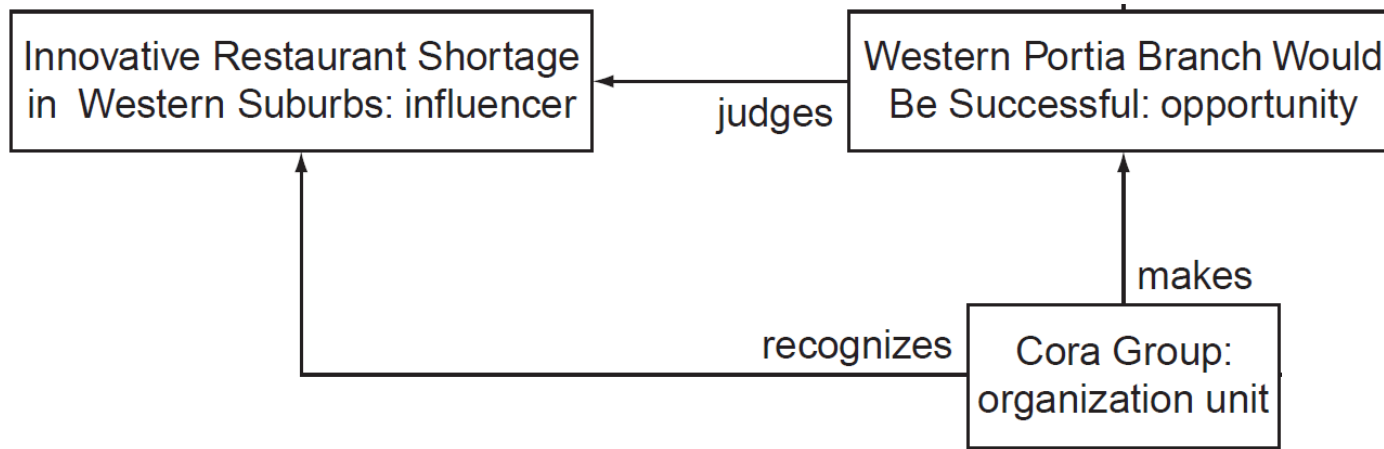 Innovative Restaurant Shortage
in Western Suburbs: influencer
judges
Western Portia Branch Would
Be Successful: opportunity
makes
recognizes
Cora Group:
organization unit